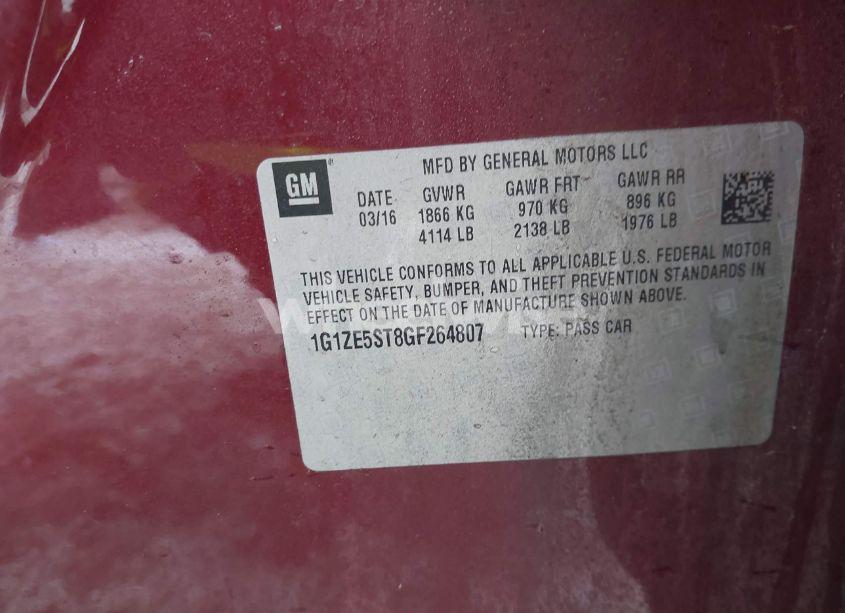 GM
MFD BY GENERAL MOTORS LLC
DATE GVWR GAWR FRT GAWR RR
03/16 1866 KG 970 KG 896 KG
4114 LB 2138 LB 1976 LB
THIS VEHICLE CONFORMS TO ALL APPLICABLE U.S. FEDERAL MOTOR
VEHICLE SAFETY, BUMPER, AND THEFT PREVENTION STANDARDS IN
EFFECT ON THE DATE OF MANUFACTURE SHOWN ABOVE.
1G1ZE5ST8GF264807 TYPE: PASS CAR